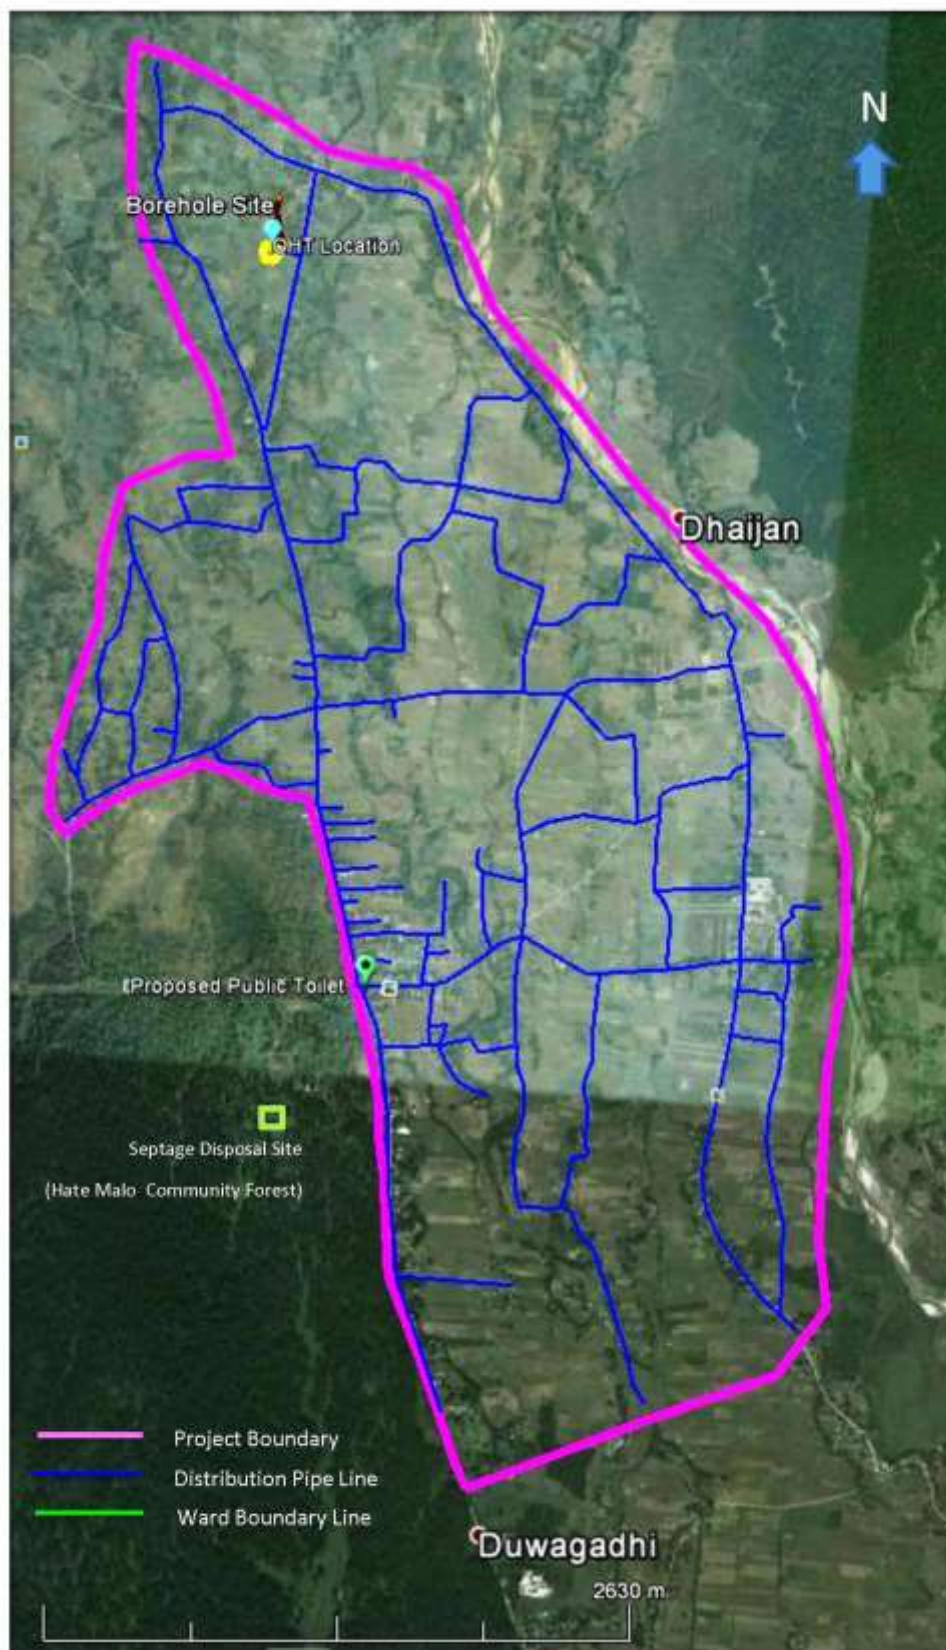 N
Borehole Site
OHT Location
Dhaijan
Proposed Public Toilet
Septage Disposal Site
(Hate Malo Community Forest)
Project Boundary
Distribution Pipe Line
Ward Boundary Line
Duwagadhi
2630 m